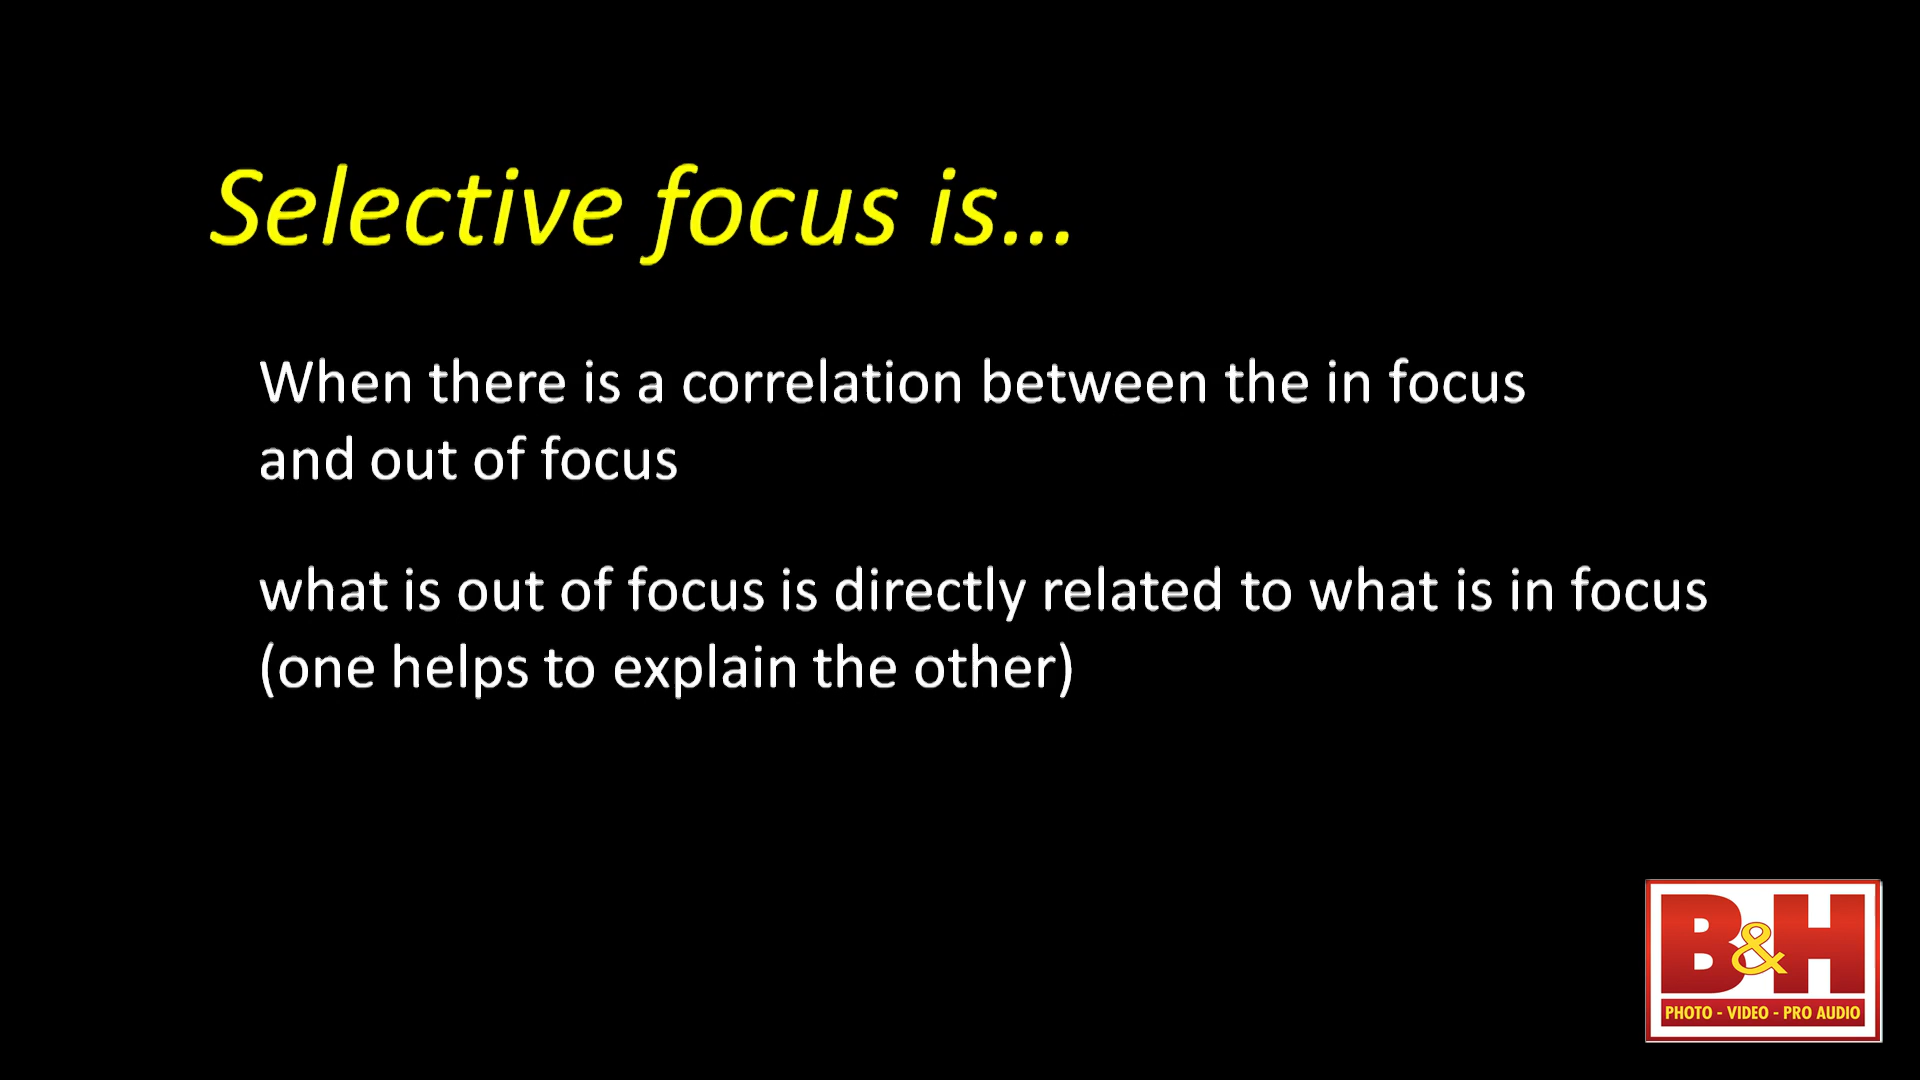 Selective focus is...
When there is a correlation between the in focus
and out of focus
what is out of focus is directly related to what is in focus
(one helps to explain the other)
B&H
PHOTO - VIDEO - PRO AUDIO